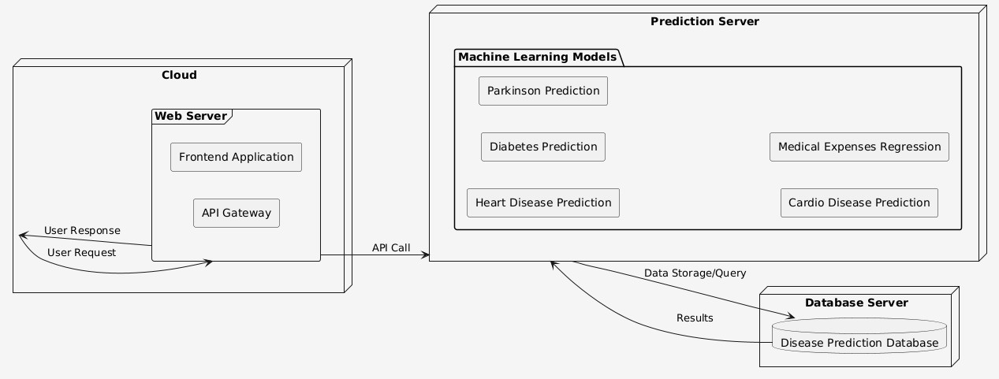 Prediction Server
Machine Learning Models
Parkinson Prediction
Cloud
Web Server
Frontend Application
Diabetes Prediction
Medical Expenses Regression
API Gateway
Heart Disease Prediction
Cardio Disease Prediction
User Response
User Request
API Call
Data Storage/Query
Database Server
Results
Disease Prediction Database